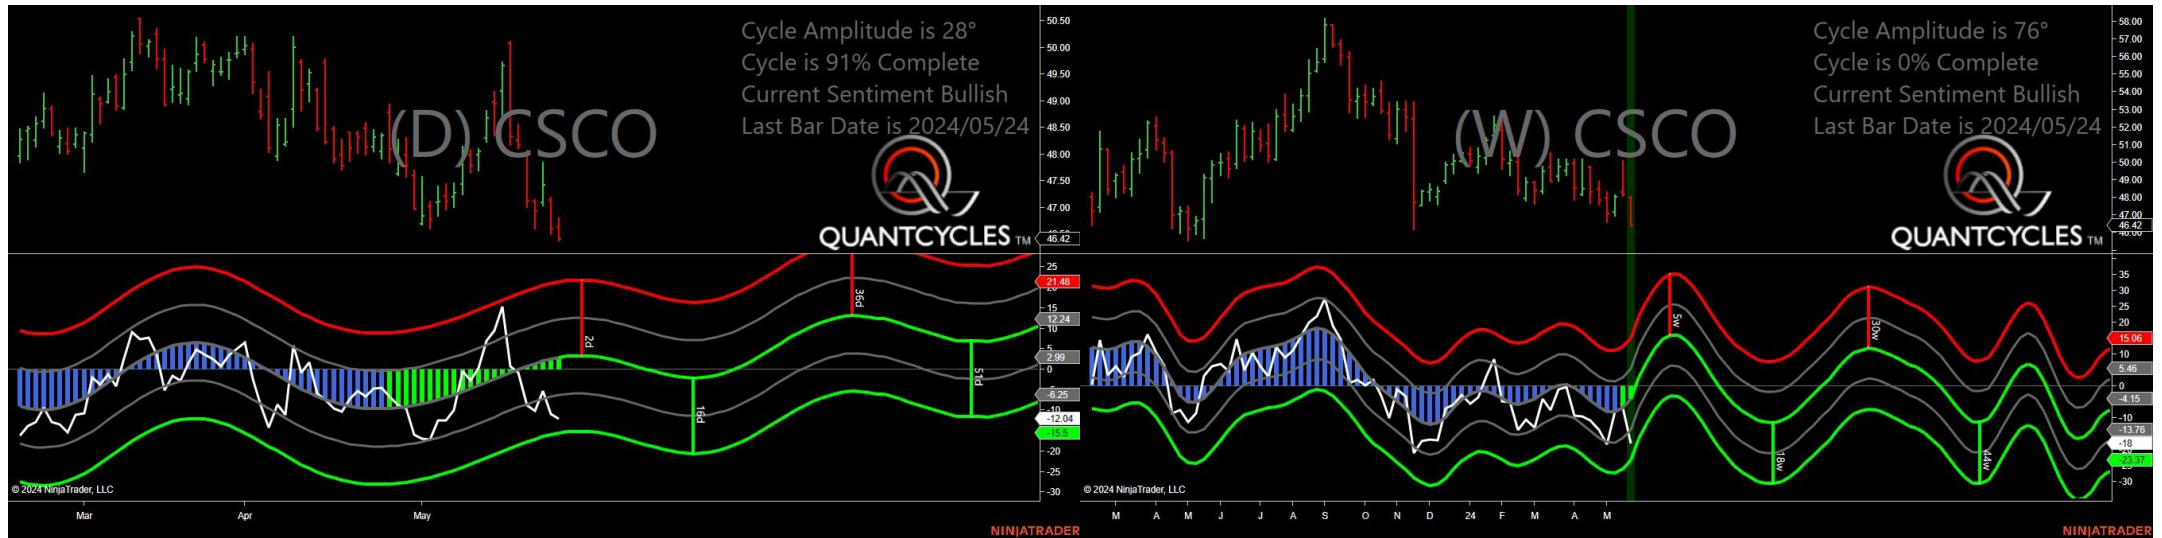 Cycle Amplitude is 28°
Cycle is 91% Complete
Current Sentiment Bullish
Last Bar Date is 2024/05/24
(D) CSCO
QUANTCYCLES TM
50.50
50.00
49.50
49.00
48.50
48.00
47.50
47.00
46.42
25
21.48
15
12.24
10
5
2.99
0
-6.25
-10
-12.04
-15.5
-20
-25
-30
2d
16d
36d
51d
© 2024 NinjaTrader, LLC
Mar Apr May
NINJATRADER
Cycle Amplitude is 76°
Cycle is 0% Complete
Current Sentiment Bullish
Last Bar Date is 2024/05/24
(W) CSCO
QUANTCYCLES TM
58.00
57.00
56.00
55.00
54.00
53.00
52.00
51.00
50.00
49.00
48.00
47.00
46.42
46.00
35
30
25
20
15.06
10
5.46
0
-4.15
-10
-13.76
-18
-23.37
-30
5w
18w
30w
44w
© 2024 NinjaTrader, LLC
M A M J J A S O N D 24 F M A M
NINJATRADER